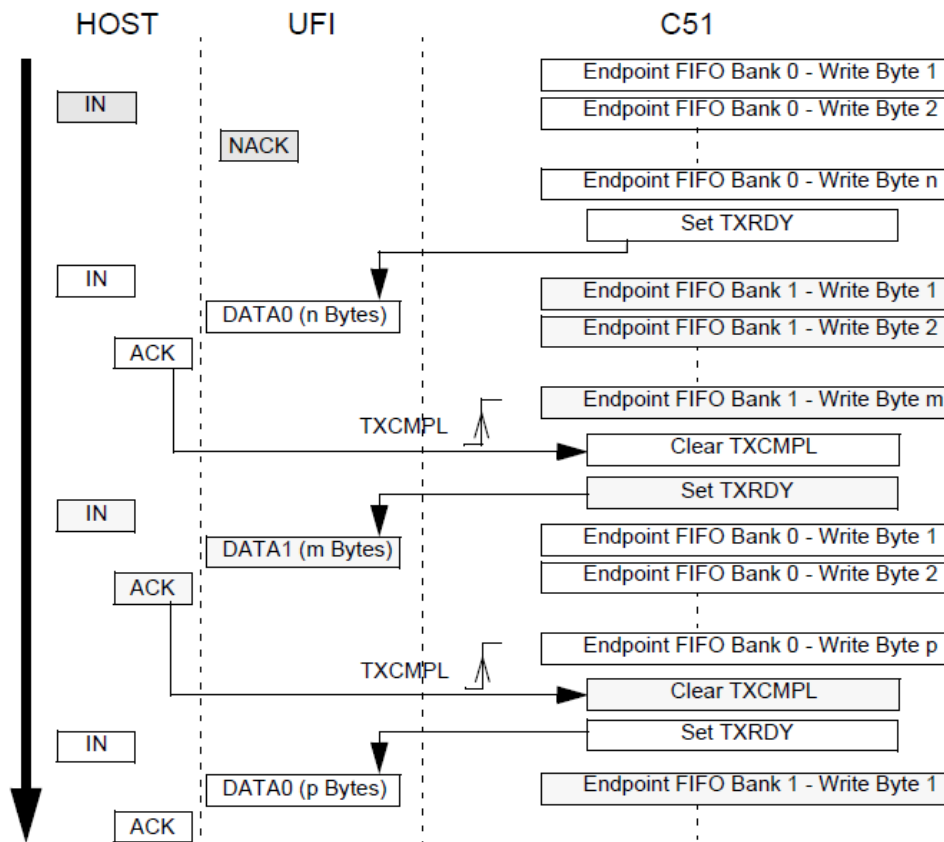 HOST UFI C51
Endpoint FIFO Bank 0 - Write Byte 1
IN
Endpoint FIFO Bank 0 - Write Byte 2
NACK
Endpoint FIFO Bank 0 - Write Byte n
Set TXRDY
IN
Endpoint FIFO Bank 1 - Write Byte 1
DATA0 (n Bytes)
Endpoint FIFO Bank 1 - Write Byte 2
ACK
Endpoint FIFO Bank 1 - Write Byte m
TXCMPL
Clear TXCMPL
Set TXRDY
IN
Endpoint FIFO Bank 0 - Write Byte 1
DATA1 (m Bytes)
Endpoint FIFO Bank 0 - Write Byte 2
ACK
Endpoint FIFO Bank 0 - Write Byte p
TXCMPL
Clear TXCMPL
Set TXRDY
IN
Endpoint FIFO Bank 1 - Write Byte 1
DATA0 (p Bytes)
ACK